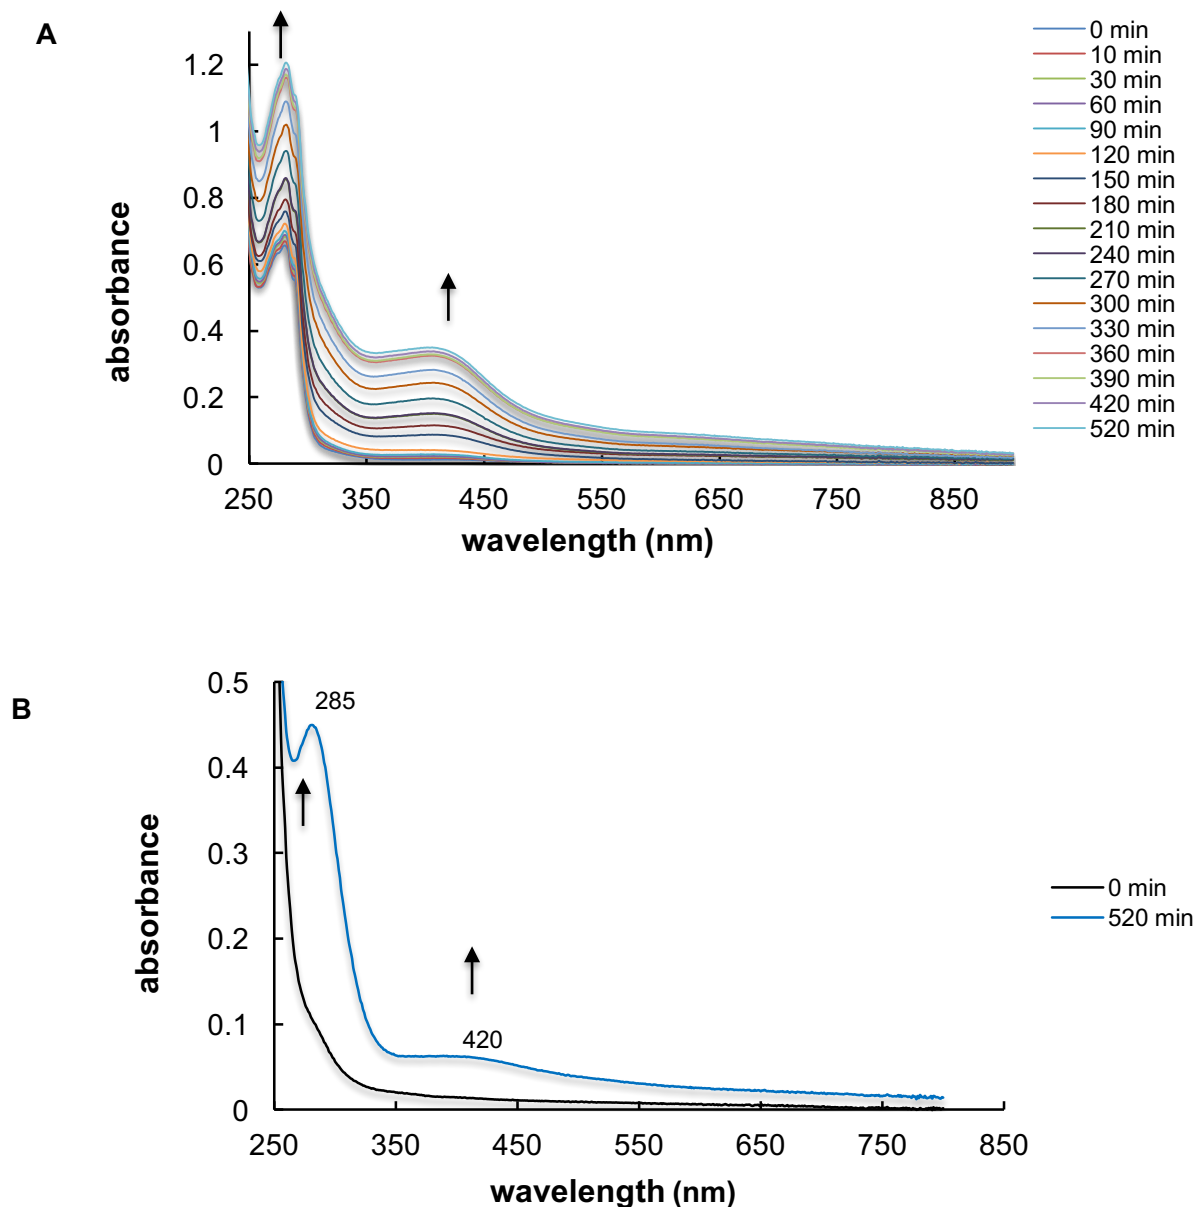 A
absorbance
1.2
1
0.8
0.6
0.4
0.2
0
250 350 450 550 650 750 850
wavelength (nm)
0 min
10 min
30 min
60 min
90 min
120 min
150 min
180 min
210 min
240 min
270 min
300 min
330 min
360 min
390 min
420 min
520 min
B
absorbance
0.5
0.4
0.3
0.2
0.1
0
285
420
250 350 450 550 650 750 850
wavelength (nm)
0 min
520 min